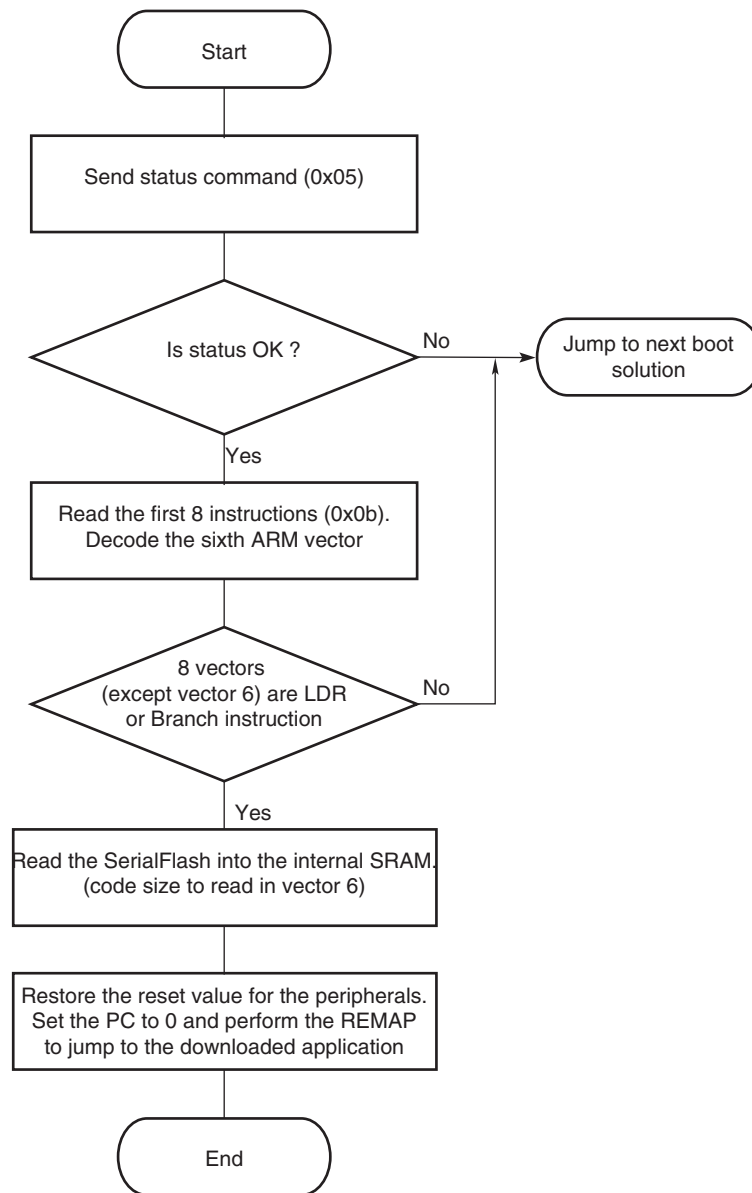 Start
Send status command (0x05)
Is status OK ?
No
Jump to next boot
solution
Yes
Read the first 8 instructions (0x0b).
Decode the sixth ARM vector
8 vectors
(except vector 6) are LDR
or Branch instruction
No
Yes
Read the SerialFlash into the internal SRAM.
(code size to read in vector 6)
Restore the reset value for the peripherals.
Set the PC to 0 and perform the REMAP
to jump to the downloaded application
End